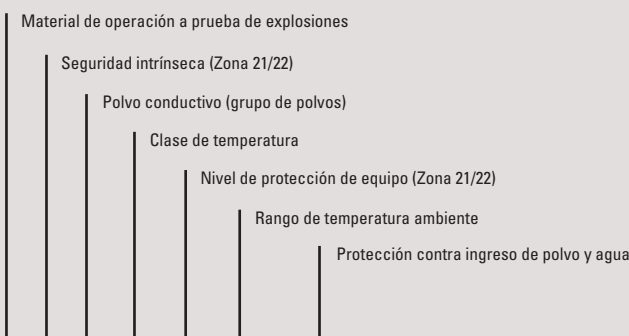 Material de operación a prueba de explosiones
Seguridad intrínseca (Zona 21/22)
Polvo conductivo (grupo de polvos)
Clase de temperatura
Nivel de protección de equipo (Zona 21/22)
Rango de temperatura ambiente
Protección contra ingreso de polvo y agua